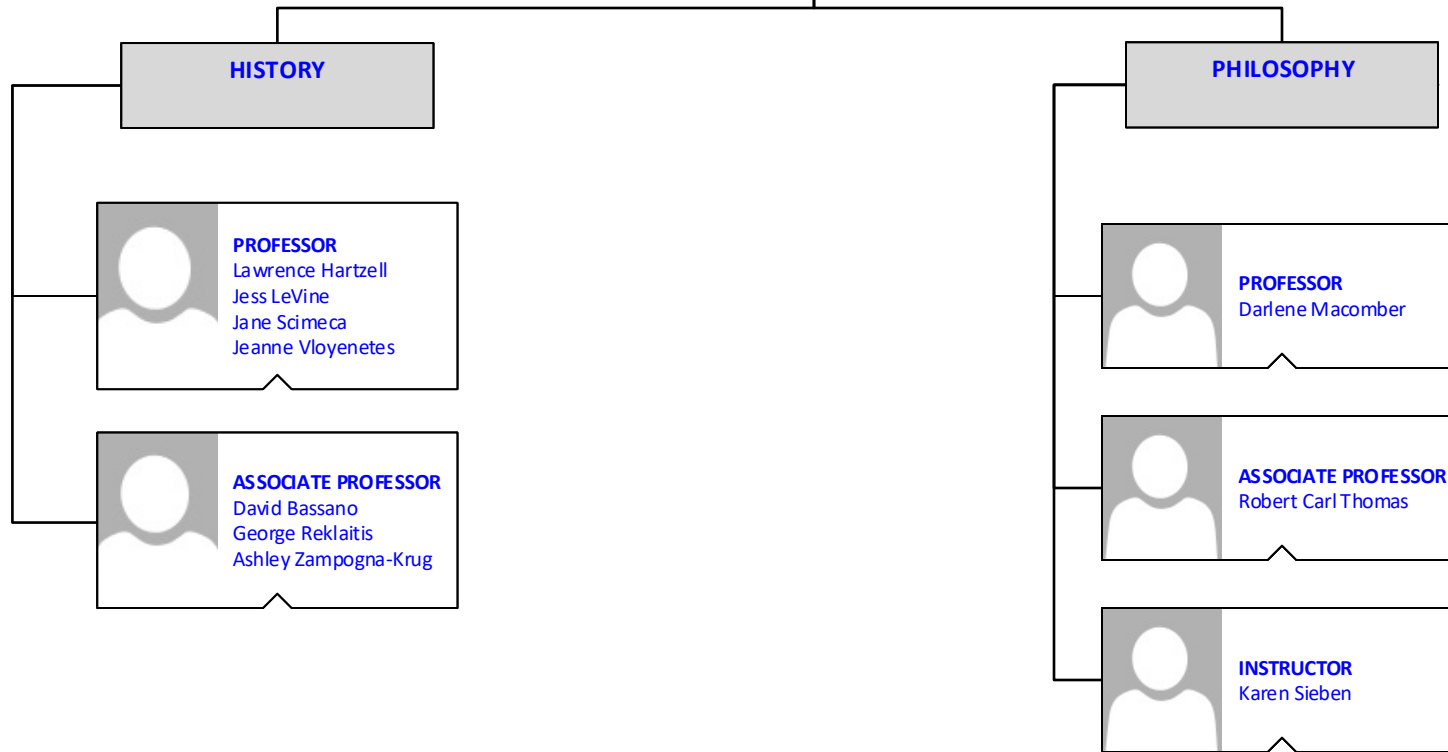 HISTORY
PROFESSOR
Lawrence Hartzell
Jess LeVine
Jane Scimeca
Jeanne Vloyenetes
ASSOCIATE PROFESSOR
David Bassano
George Reklaitis
Ashley Zampogna-Krug
PHILOSOPHY
PROFESSOR
Darlene Macomber
ASSOCIATE PROFESSOR
Robert Carl Thomas
INSTRUCTOR
Karen Sieben